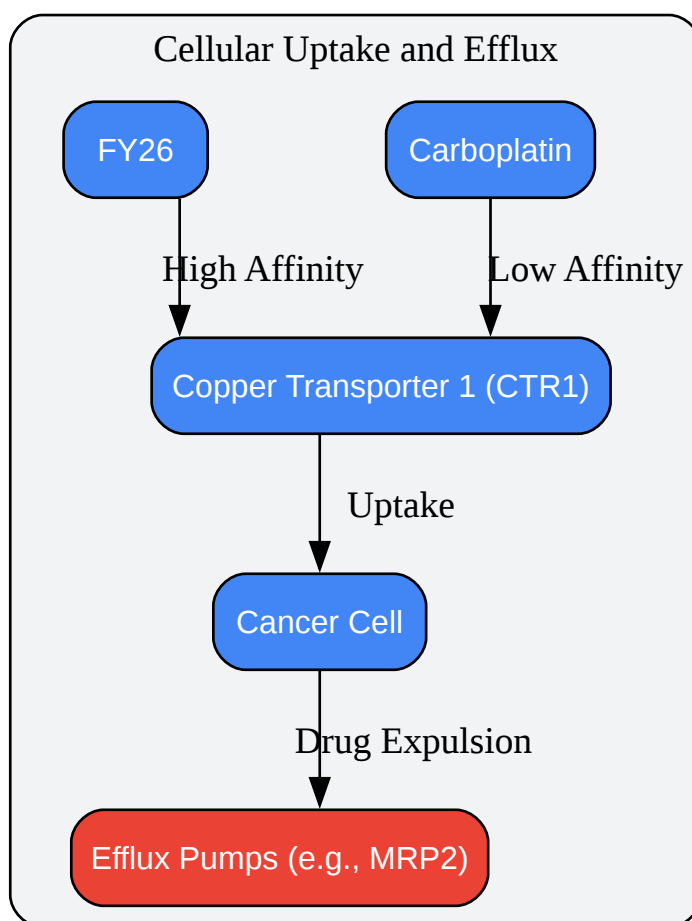 Cellular Uptake and Efflux
FY26
Carboplatin
High Affinity
Low Affinity
Copper Transporter 1 (CTR1)
Uptake
Cancer Cell
Drug Expulsion
Efflux Pumps (e.g., MRP2)